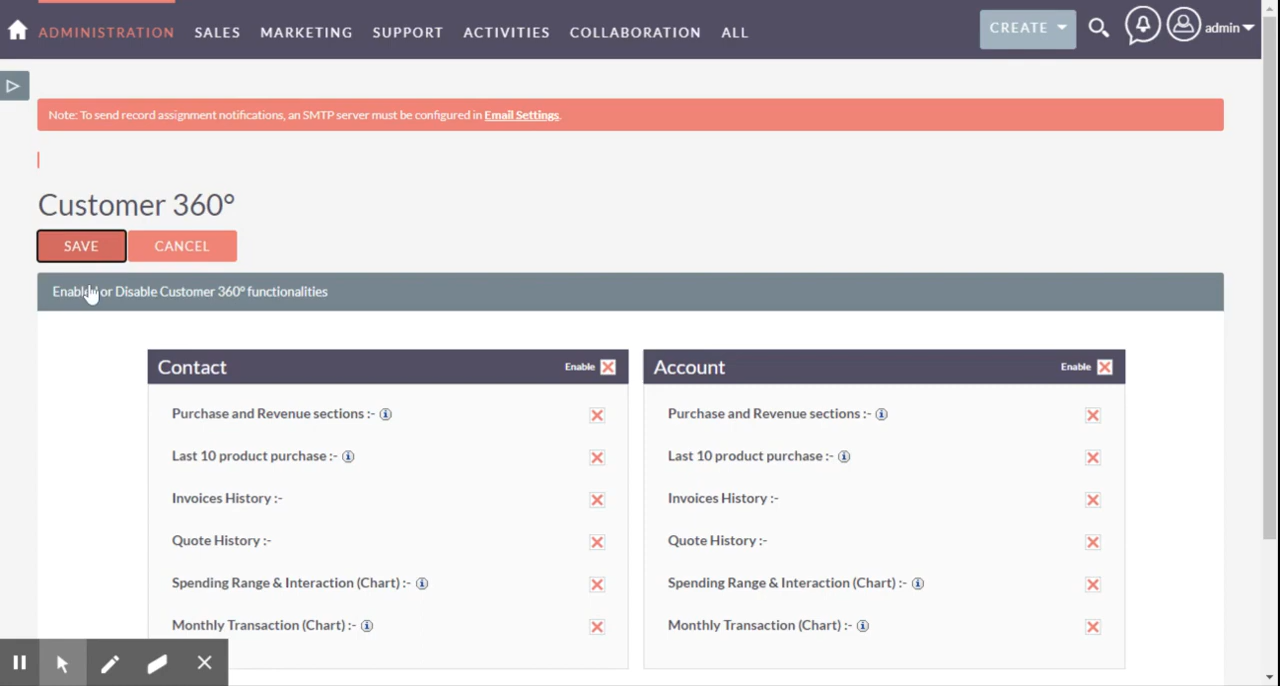 ADMINISTRATION SALES MARKETING SUPPORT ACTIVITIES COLLABORATION ALL CREATE admin
Note: To send record assignment notifications, an SMTP server must be configured in Email Settings.
Customer 360°
SAVE CANCEL
Enable or Disable Customer 360° functionalities
Contact Enable
Purchase and Revenue sections :-
Last 10 product purchase :-
Invoices History :-
Quote History :-
Spending Range & Interaction (Chart) :-
Monthly Transaction (Chart) :-
Account Enable
Purchase and Revenue sections :-
Last 10 product purchase :-
Invoices History :-
Quote History :-
Spending Range & Interaction (Chart) :-
Monthly Transaction (Chart) :-